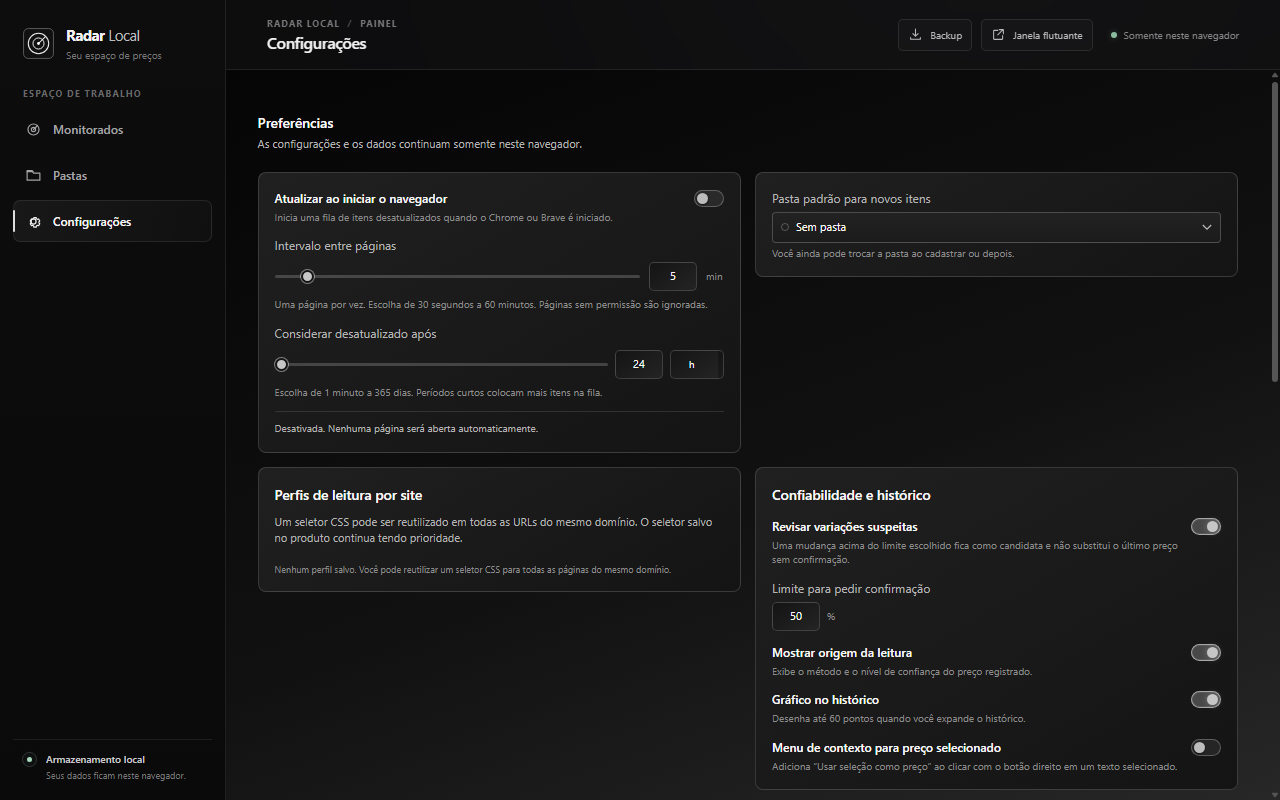 Radar Local
Seu espaço de preços
ESPAÇO DE TRABALHO
Monitorados
Pastas
Configurações
Armazenamento local
Seus dados ficam neste navegador.
RADAR LOCAL / PAINEL
Configurações
Backup
Janela flutuante
Somente neste navegador
Preferências
As configurações e os dados continuam somente neste navegador.
Atualizar ao iniciar o navegador
Inicia uma fila de itens desatualizados quando o Chrome ou Brave é iniciado.
Intervalo entre páginas
5 min
Uma página por vez. Escolha de 30 segundos a 60 minutos. Páginas sem permissão são ignoradas.
Considerar desatualizado após
24 h
Escolha de 1 minuto a 365 dias. Períodos curtos colocam mais itens na fila.
Desativada. Nenhuma página será aberta automaticamente.
Pasta padrão para novos itens
Sem pasta
Você ainda pode trocar a pasta ao cadastrar ou depois.
Perfis de leitura por site
Um seletor CSS pode ser reutilizado em todas as URLs do mesmo domínio. O seletor salvo
no produto continua tendo prioridade.
Nenhum perfil salvo. Você pode reutilizar um seletor CSS para todas as páginas do mesmo domínio.
Confiabilidade e histórico
Revisar variações suspeitas
Uma mudança acima do limite escolhido fica como candidata e não substitui o último preço
sem confirmação.
Limite para pedir confirmação
50 %
Mostrar origem da leitura
Exibe o método e o nível de confiança do preço registrado.
Gráfico no histórico
Desenha até 60 pontos quando você expande o histórico.
Menu de contexto para preço selecionado
Adiciona "Usar seleção como preço" ao clicar com o botão direito em um texto selecionado.